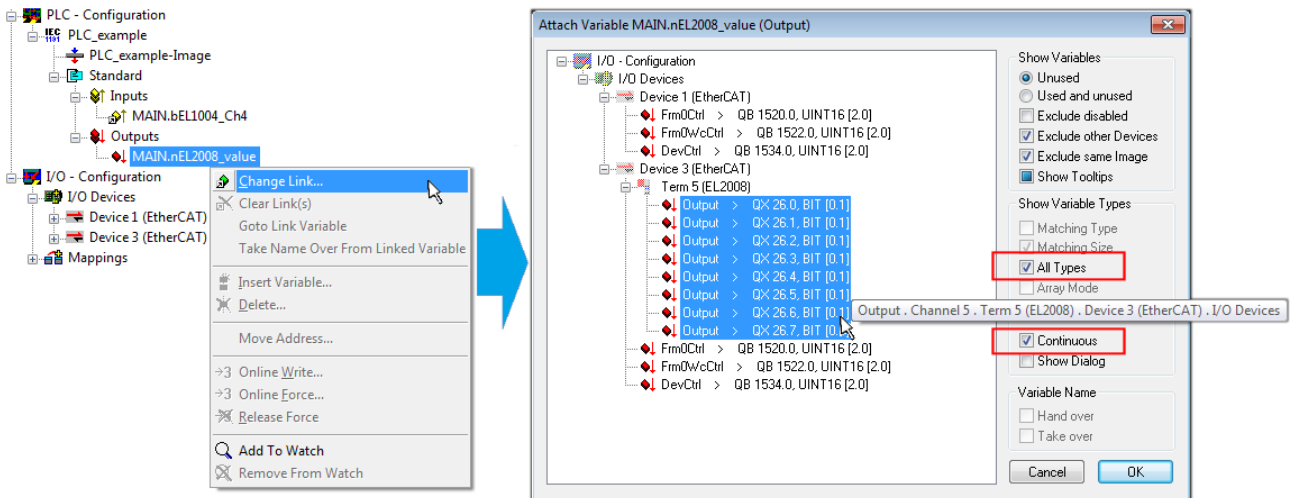 PLC - Configuration
IEC
1131
PLC_example
PLC_example-Image
Standard
Inputs
MAIN.bEL1004_Ch4
Outputs
MAIN.nEL2008_value
I/O - Configuration
I/O Devices
Device 1 (EtherCAT)
Device 3 (EtherCAT)
Mappings
Change Link...
Clear Link(s)
Goto Link Variable
Take Name Over From Linked Variable
Insert Variable...
Delete...
Move Address...
Online Write...
Online Force...
Release Force
Add To Watch
Remove From Watch
Attach Variable MAIN.nEL2008_value (Output)
I/O - Configuration
I/O Devices
Device 1 (EtherCAT)
Frm0Ctrl > QB 1520.0, UINT16 [2.0]
Frm0WcCtrl > QB 1522.0, UINT16 [2.0]
DevCtrl > QB 1534.0, UINT16 [2.0]
Device 3 (EtherCAT)
Term 5 (EL2008)
Output > QX 26.0, BIT [0.1]
Output > QX 26.1, BIT [0.1]
Output > QX 26.2, BIT [0.1]
Output > QX 26.3, BIT [0.1]
Output > QX 26.4, BIT [0.1]
Output > QX 26.5, BIT [0.1]
Output > QX 26.6, BIT [0.1]
Output > QX 26.7, BIT [0.1]
Frm0Ctrl > QB 1520.0, UINT16 [2.0]
Frm0WcCtrl > QB 1522.0, UINT16 [2.0]
DevCtrl > QB 1534.0, UINT16 [2.0]
Output . Channel 5 . Term 5 (EL2008) . Device 3 (EtherCAT) . I/O Devices
Show Variables
Unused
Used and unused
Exclude disabled
Exclude other Devices
Exclude same Image
Show Tooltips
Show Variable Types
Matching Type
Matching Size
All Types
Array Mode
Continuous
Show Dialog
Variable Name
Hand over
Take over
Cancel
OK